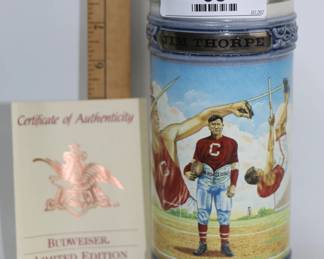 JIM THORPE
C
Certificate of Authenticity
BUDWEISER
LIMITED EDITION